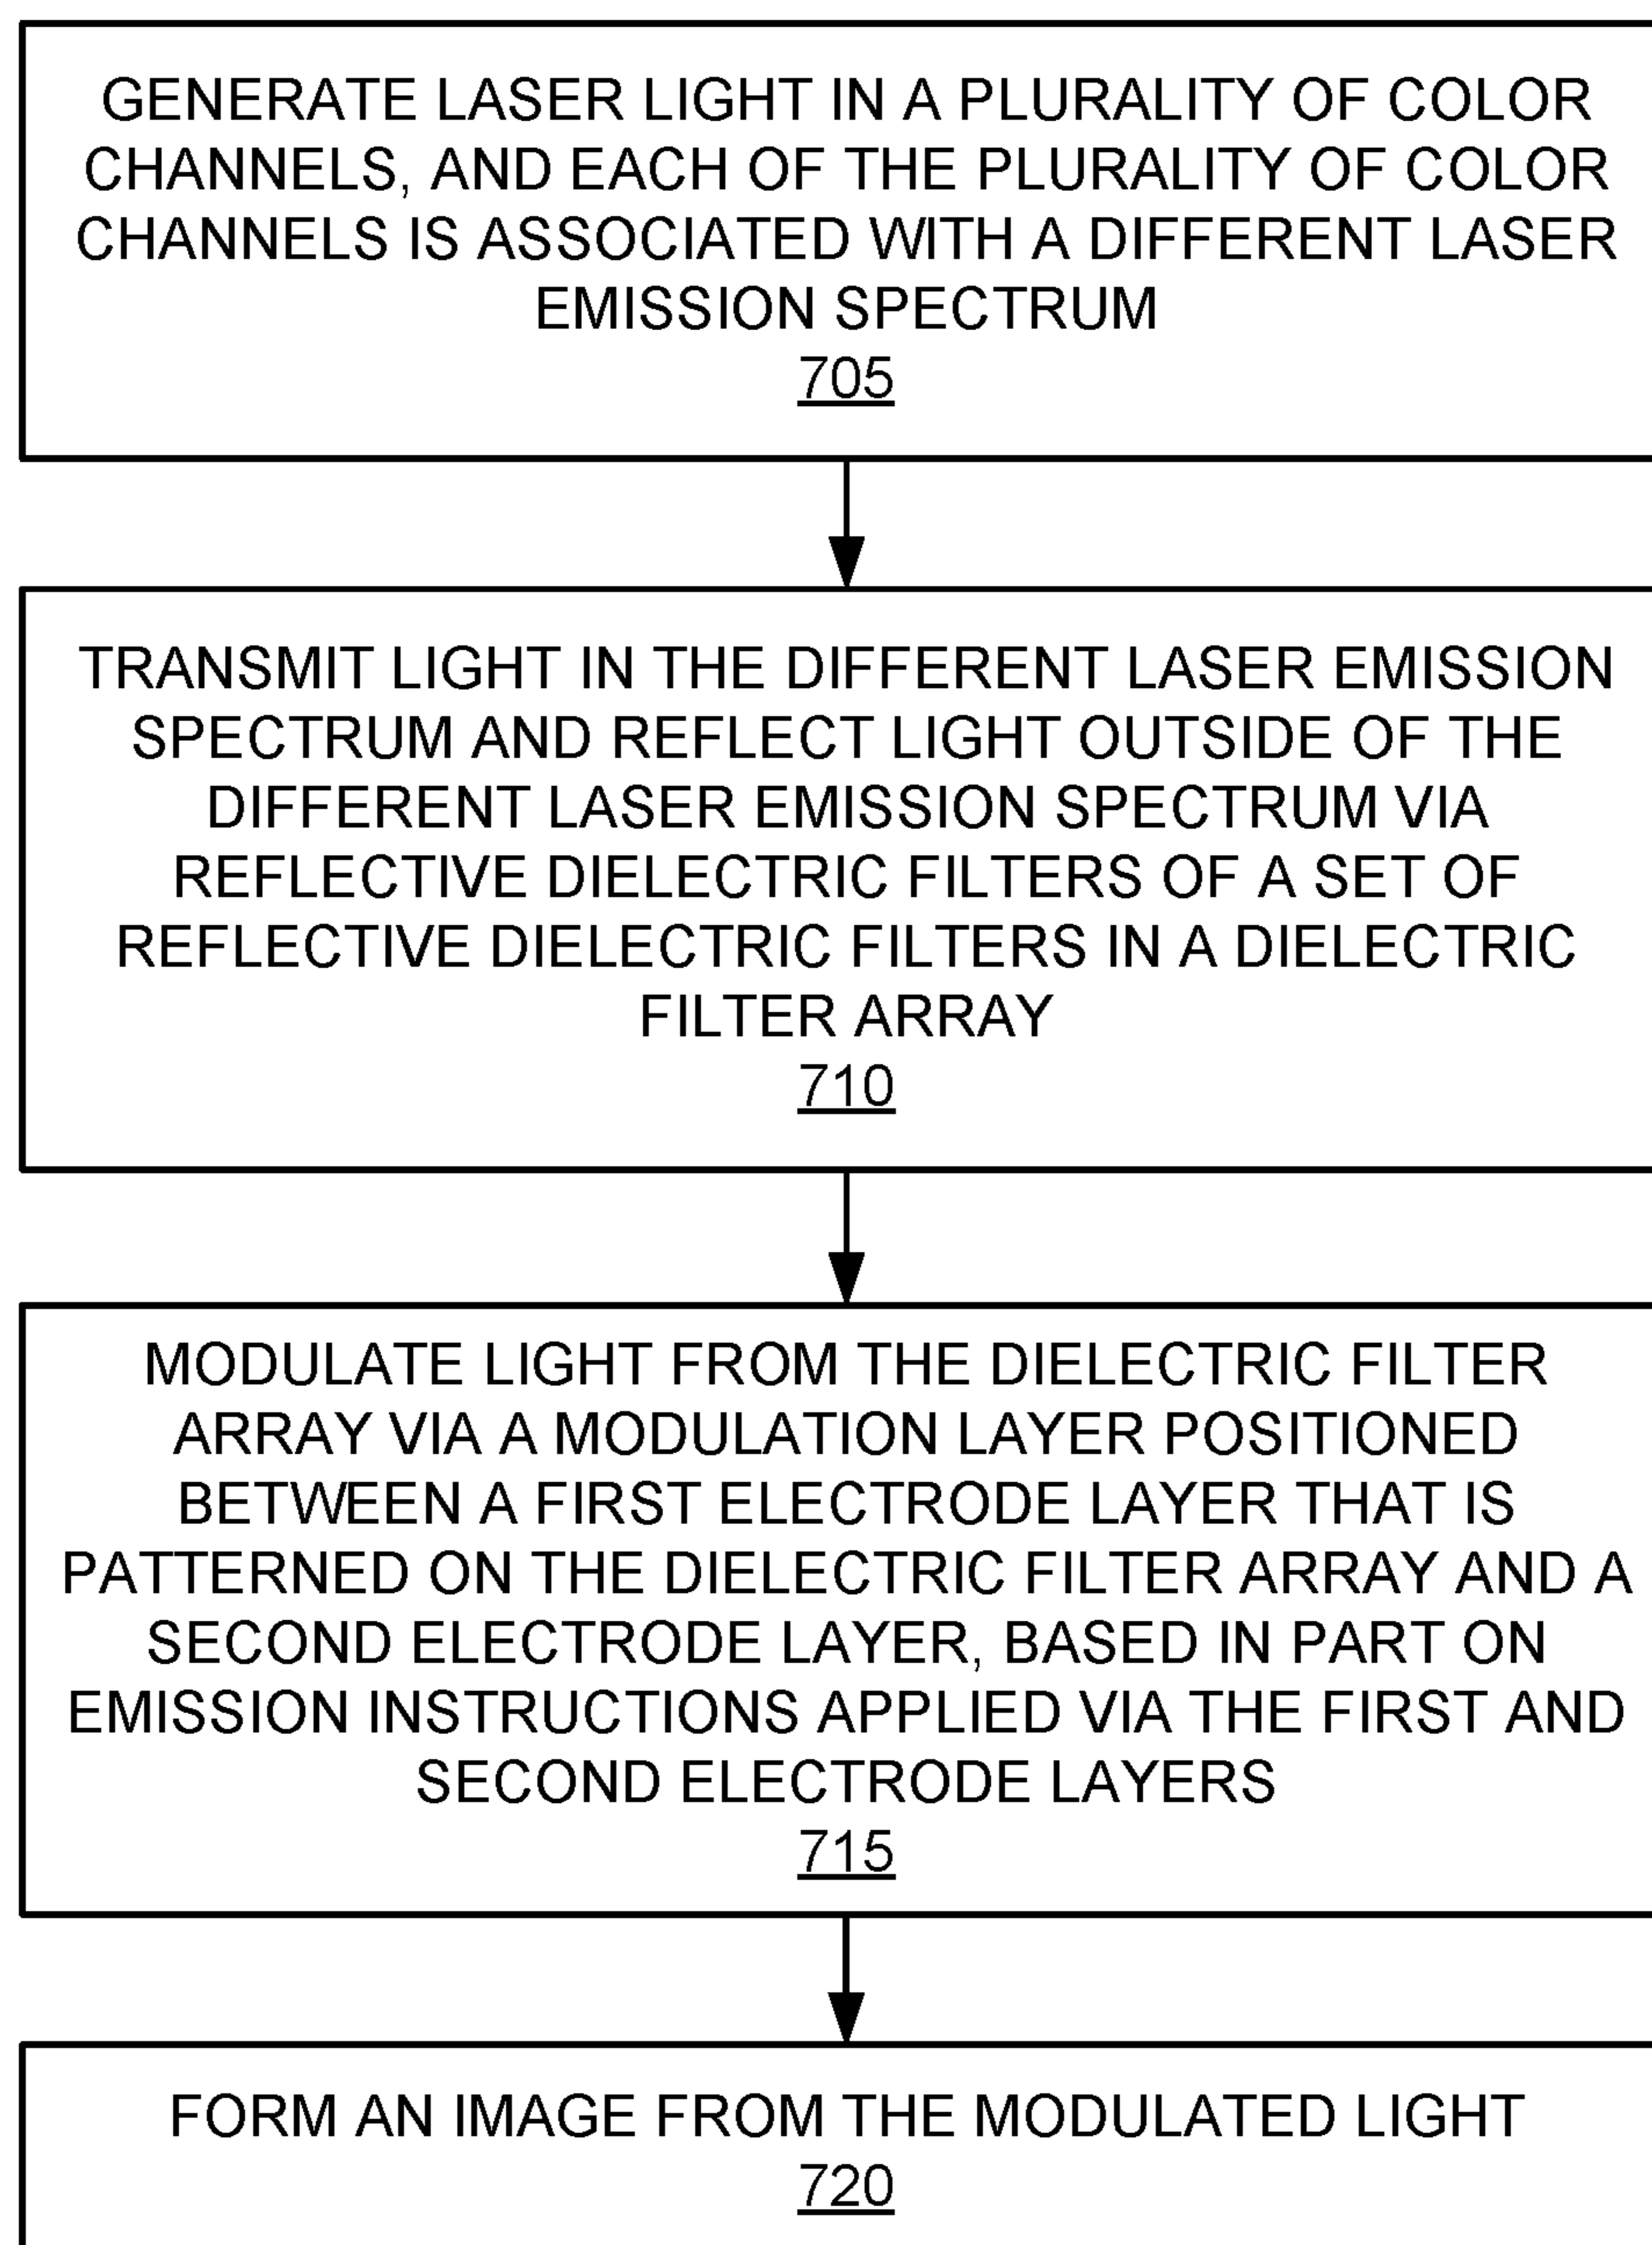 GENERATE LASER LIGHT IN A PLURALITY OF COLOR
CHANNELS, AND EACH OF THE PLURALITY OF COLOR
CHANNELS IS ASSOCIATED WITH A DIFFERENT LASER
EMISSION SPECTRUM
705
TRANSMIT LIGHT IN THE DIFFERENT LASER EMISSION
SPECTRUM AND REFLECT LIGHT OUTSIDE OF THE
DIFFERENT LASER EMISSION SPECTRUM VIA
REFLECTIVE DIELECTRIC FILTERS OF A SET OF
REFLECTIVE DIELECTRIC FILTERS IN A DIELECTRIC
FILTER ARRAY
710
MODULATE LIGHT FROM THE DIELECTRIC FILTER
ARRAY VIA A MODULATION LAYER POSITIONED
BETWEEN A FIRST ELECTRODE LAYER THAT IS
PATTERNED ON THE DIELECTRIC FILTER ARRAY AND A
SECOND ELECTRODE LAYER, BASED IN PART ON
EMISSION INSTRUCTIONS APPLIED VIA THE FIRST AND
SECOND ELECTRODE LAYERS
715
FORM AN IMAGE FROM THE MODULATED LIGHT
720